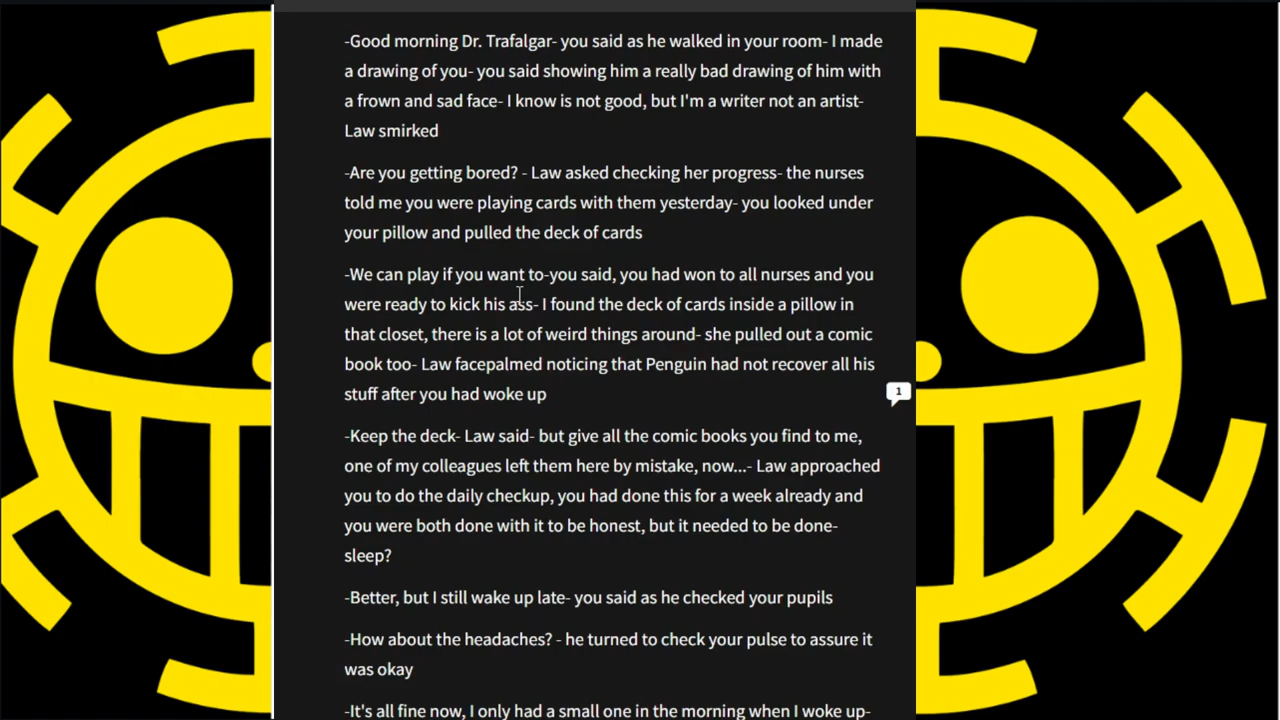 -Good morning Dr. Trafalgar- you said as he walked in your room- I made
a drawing of you- you said showing him a really bad drawing of him with
a frown and sad face- I know is not good, but I'm a writer not an artist-
Law smirked
-Are you getting bored? - Law asked checking her progress- the nurses
told me you were playing cards with them yesterday- you looked under
your pillow and pulled the deck of cards
-We can play if you want to-you said, you had won to all nurses and you
were ready to kick his ass- I found the deck of cards inside a pillow in
that closet, there is a lot of weird things around- she pulled out a comic
book too- Law facepalmed noticing that Penguin had not recover all his
stuff after you had woke up
1
-Keep the deck- Law said- but give all the comic books you find to me,
one of my colleagues left them here by mistake, now...- Law approached
you to do the daily checkup, you had done this for a week already and
you were both done with it to be honest, but it needed to be done-
sleep?
-Better, but I still wake up late- you said as he checked your pupils
-How about the headaches? - he turned to check your pulse to assure it
was okay
-It's all fine now, I only had a small one in the morning when I woke up-